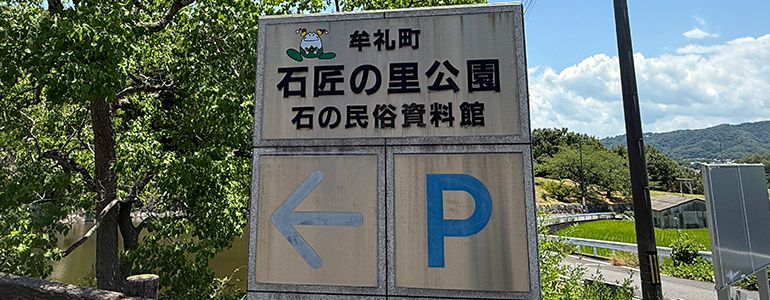 牟礼町
石匠の里公園
石の民俗資料館
P